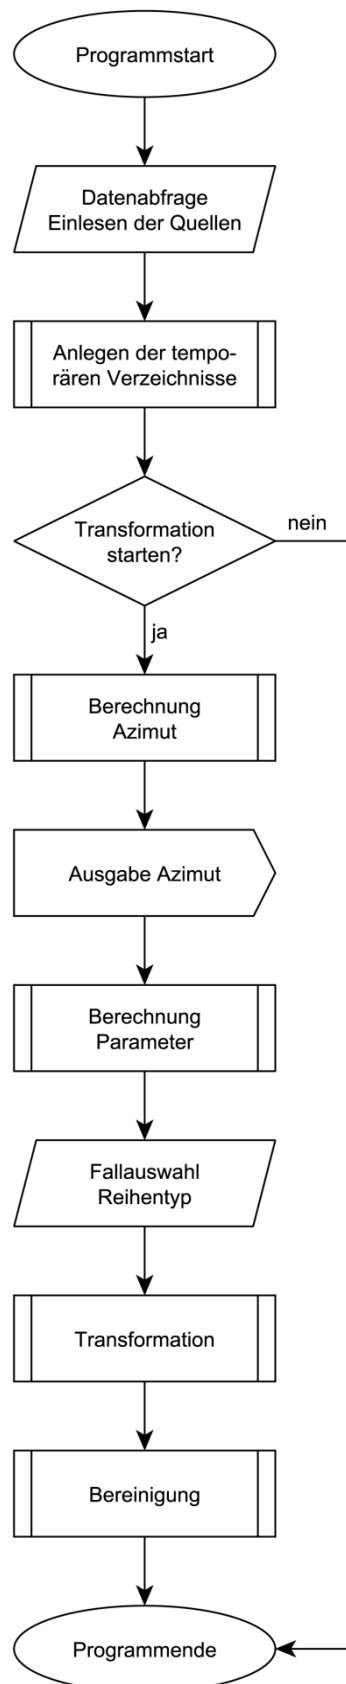 Programmstart
Datenabfrage
Einlesen der Quellen
Anlegen der tempo-
rären Verzeichnisse
Transformation
starten?
nein
ja
Berechnung
Azimut
Ausgabe Azimut
Berechnung
Parameter
Fallauswahl
Reihentyp
Transformation
Bereinigung
Programmende